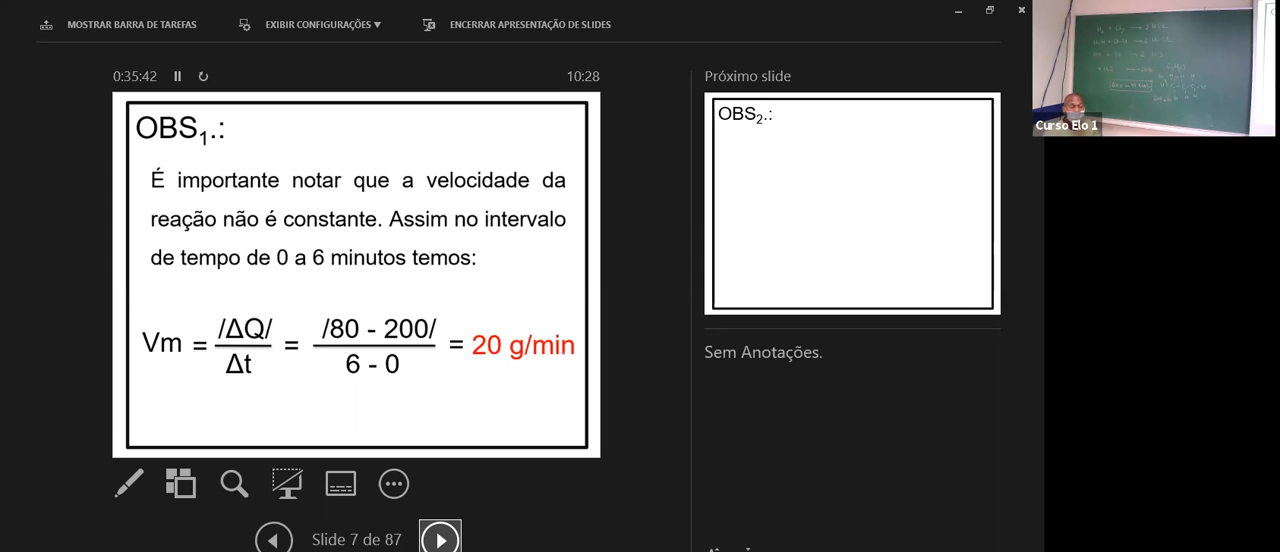 MOSTRAR BARRA DE TAREFAS EXIBIR CONFIGURAÇÕES ▼ ENCERRAR APRESENTAÇÃO DE SLIDES
0:35:42 10:28
OBS1.:
É importante notar que a velocidade da
reação não é constante. Assim no intervalo
de tempo de 0 a 6 minutos temos:
Vm = /ΔQ/ / Δt = /80 - 200/ / 6 - 0 = 20 g/min
Slide 7 de 87
Próximo slide
OBS2.:
Sem Anotações.
Curso Elo 1